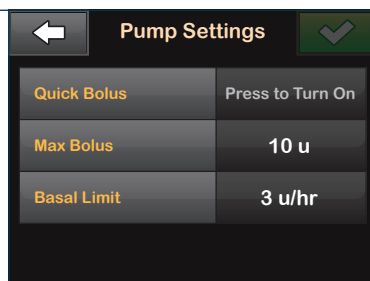 Pump Settings
Quick Bolus Press to Turn On
Max Bolus 10 u
Basal Limit 3 u/hr